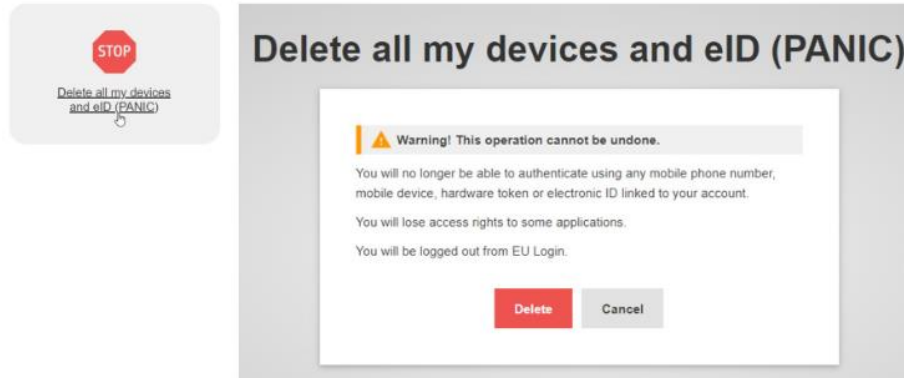 STOP
Delete all my devices
and eID (PANIC)
Delete all my devices and eID (PANIC)
Warning! This operation cannot be undone.
You will no longer be able to authenticate using any mobile phone number,
mobile device, hardware token or electronic ID linked to your account.
You will lose access rights to some applications.
You will be logged out from EU Login.
Delete Cancel